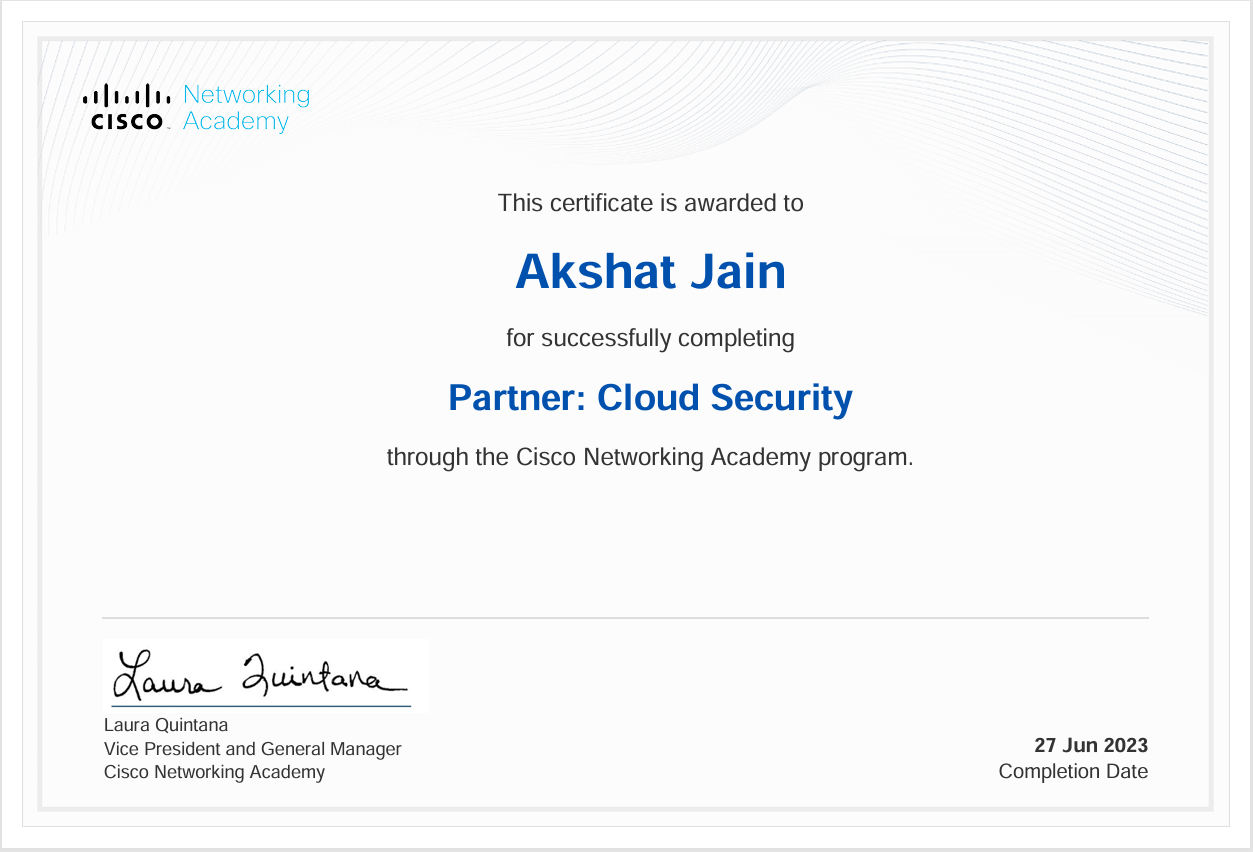 CISCO Networking
Academy
This certificate is awarded to
Akshat Jain
for successfully completing
Partner: Cloud Security
through the Cisco Networking Academy program.
Laura Quintana
Laura Quintana
Vice President and General Manager
Cisco Networking Academy
27 Jun 2023
Completion Date